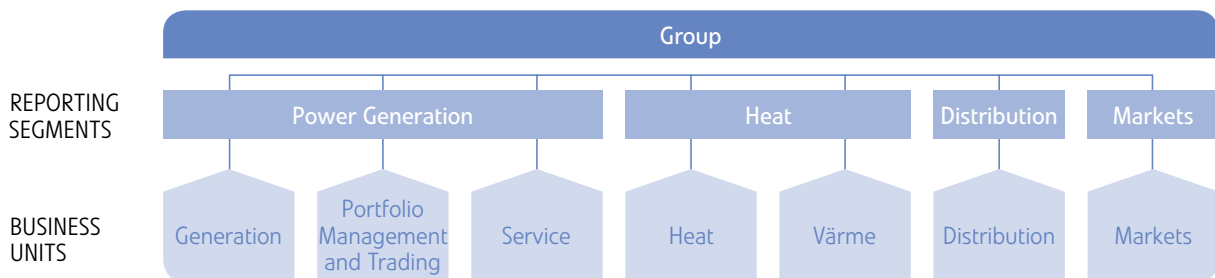 Group
REPORTING
SEGMENTS
Power Generation
Heat
Distribution
Markets
BUSINESS
UNITS
Generation
Portfolio
Management
and Trading
Service
Heat
Värme
Distribution
Markets